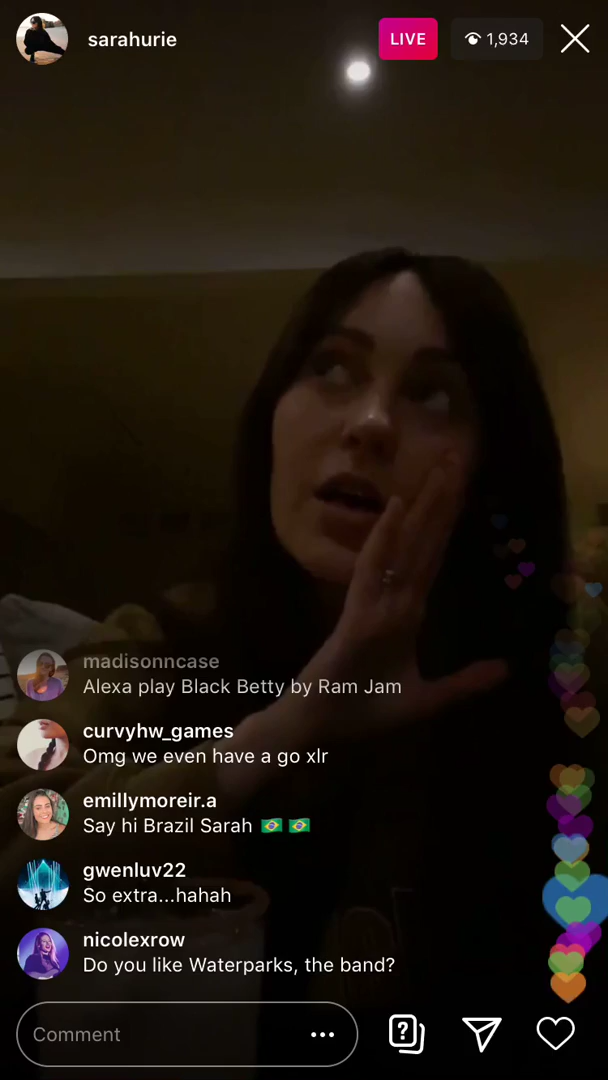 sarahurie
LIVE
1,934
madisonncase
Alexa play Black Betty by Ram Jam
curvyhw_games
Omg we even have a go xlr
emillymoreir.a
Say hi Brazil Sarah 🇧🇷 🇧🇷
gwenluv22
So extra...hahah
nicolexrow
Do you like Waterparks, the band?
Comment